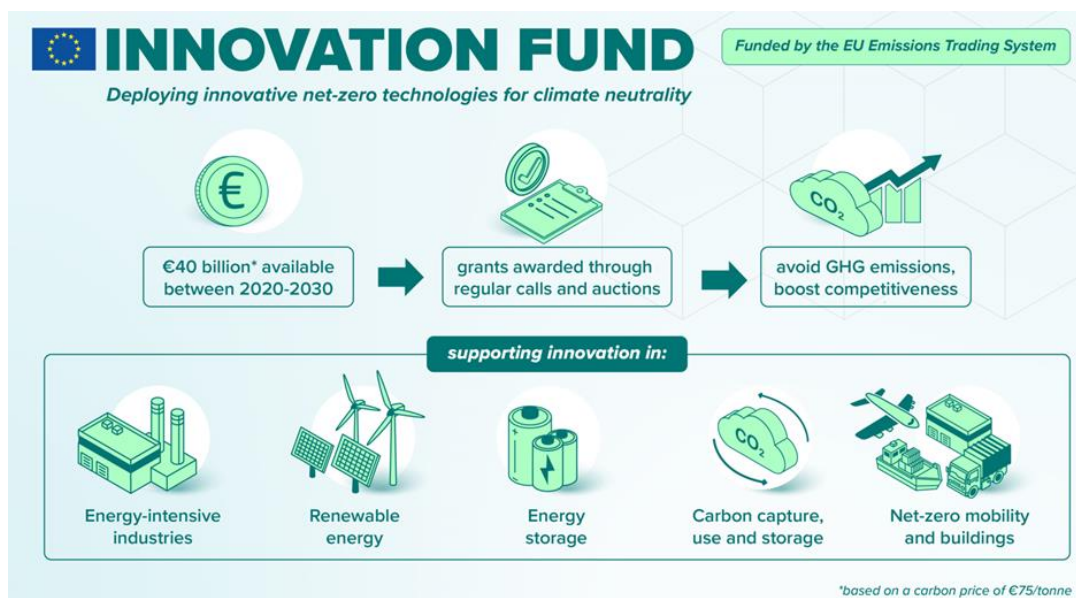 INNOVATION FUND
Funded by the EU Emissions Trading System
Deploying innovative net-zero technologies for climate neutrality
€
CO2
€40 billion* available
between 2020-2030
grants awarded through
regular calls and auctions
avoid GHG emissions,
boost competitiveness
supporting innovation in:
CO2
Energy-intensive
industries
Renewable
energy
Energy
storage
Carbon capture,
use and storage
Net-zero mobility
and buildings
*based on a carbon price of €75/tonne